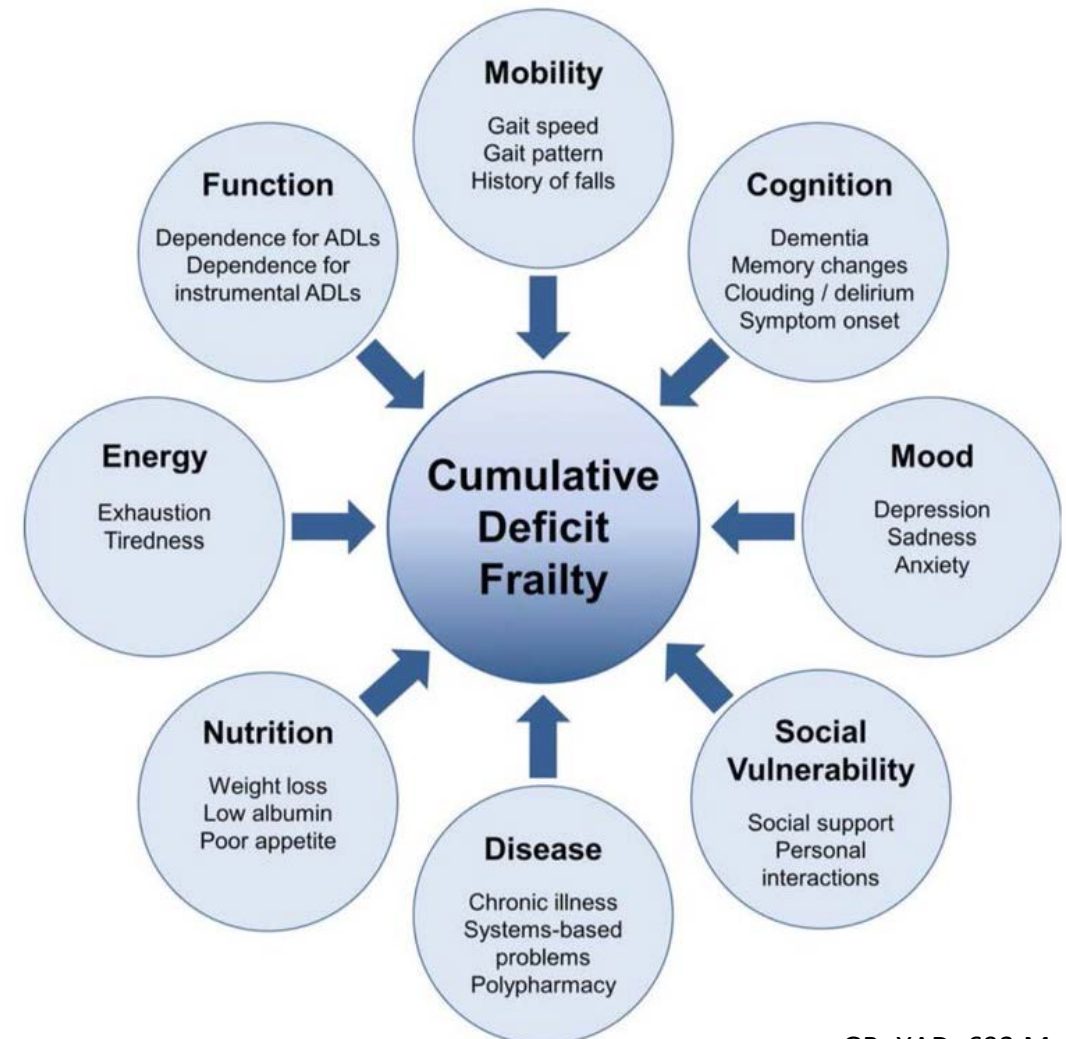 Mobility
Gait speed
Gait pattern
History of falls
Cognition
Dementia
Memory changes
Clouding / delirium
Symptom onset
Mood
Depression
Sadness
Anxiety
Social
Vulnerability
Social support
Personal
interactions
Disease
Chronic illness
Systems-based
problems
Polypharmacy
Nutrition
Weight loss
Low albumin
Poor appetite
Energy
Exhaustion
Tiredness
Function
Dependence for ADLs
Dependence for
instrumental ADLs
Cumulative
Deficit
Frailty